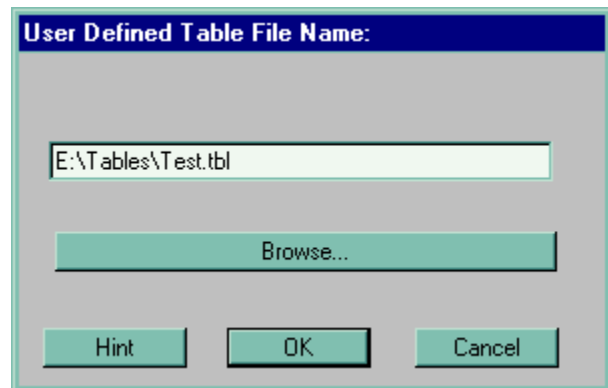 User Defined Table File Name:
E:\Tables\Test.tbl
Browse...
Hint OK Cancel